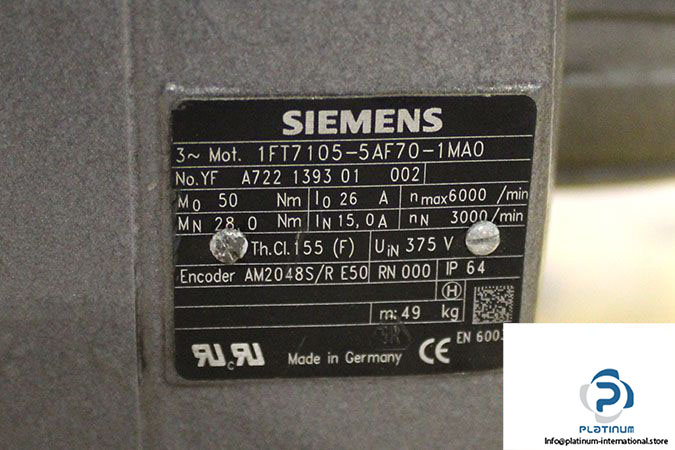 SIEMENS
3~ Mot. 1FT7105-5AF70-1MA0
No.YF A722 1393 01 002
M0 50 Nm I0 26 A nmax 6000 /min
MN 28,0 Nm IN 15,0 A nN 3000/min
Th.Cl.155 (F) UIN 375 V
Encoder AM2048S/R E50 RN 000 IP 64
H
m: 49 kg
RU c RU Made in Germany CE EN 600
PLATINUM
Info@platinum-international.store